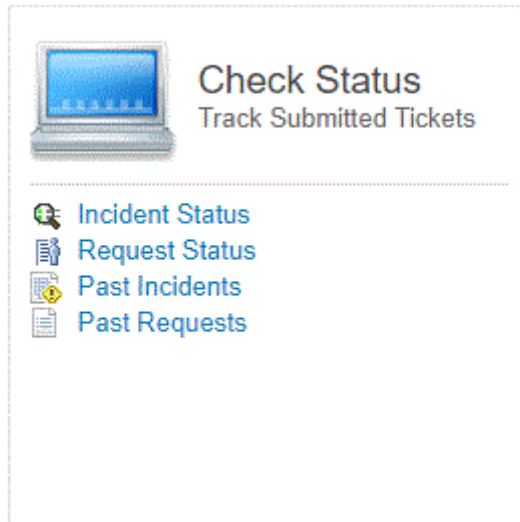 Check Status
Track Submitted Tickets
Incident Status
Request Status
Past Incidents
Past Requests